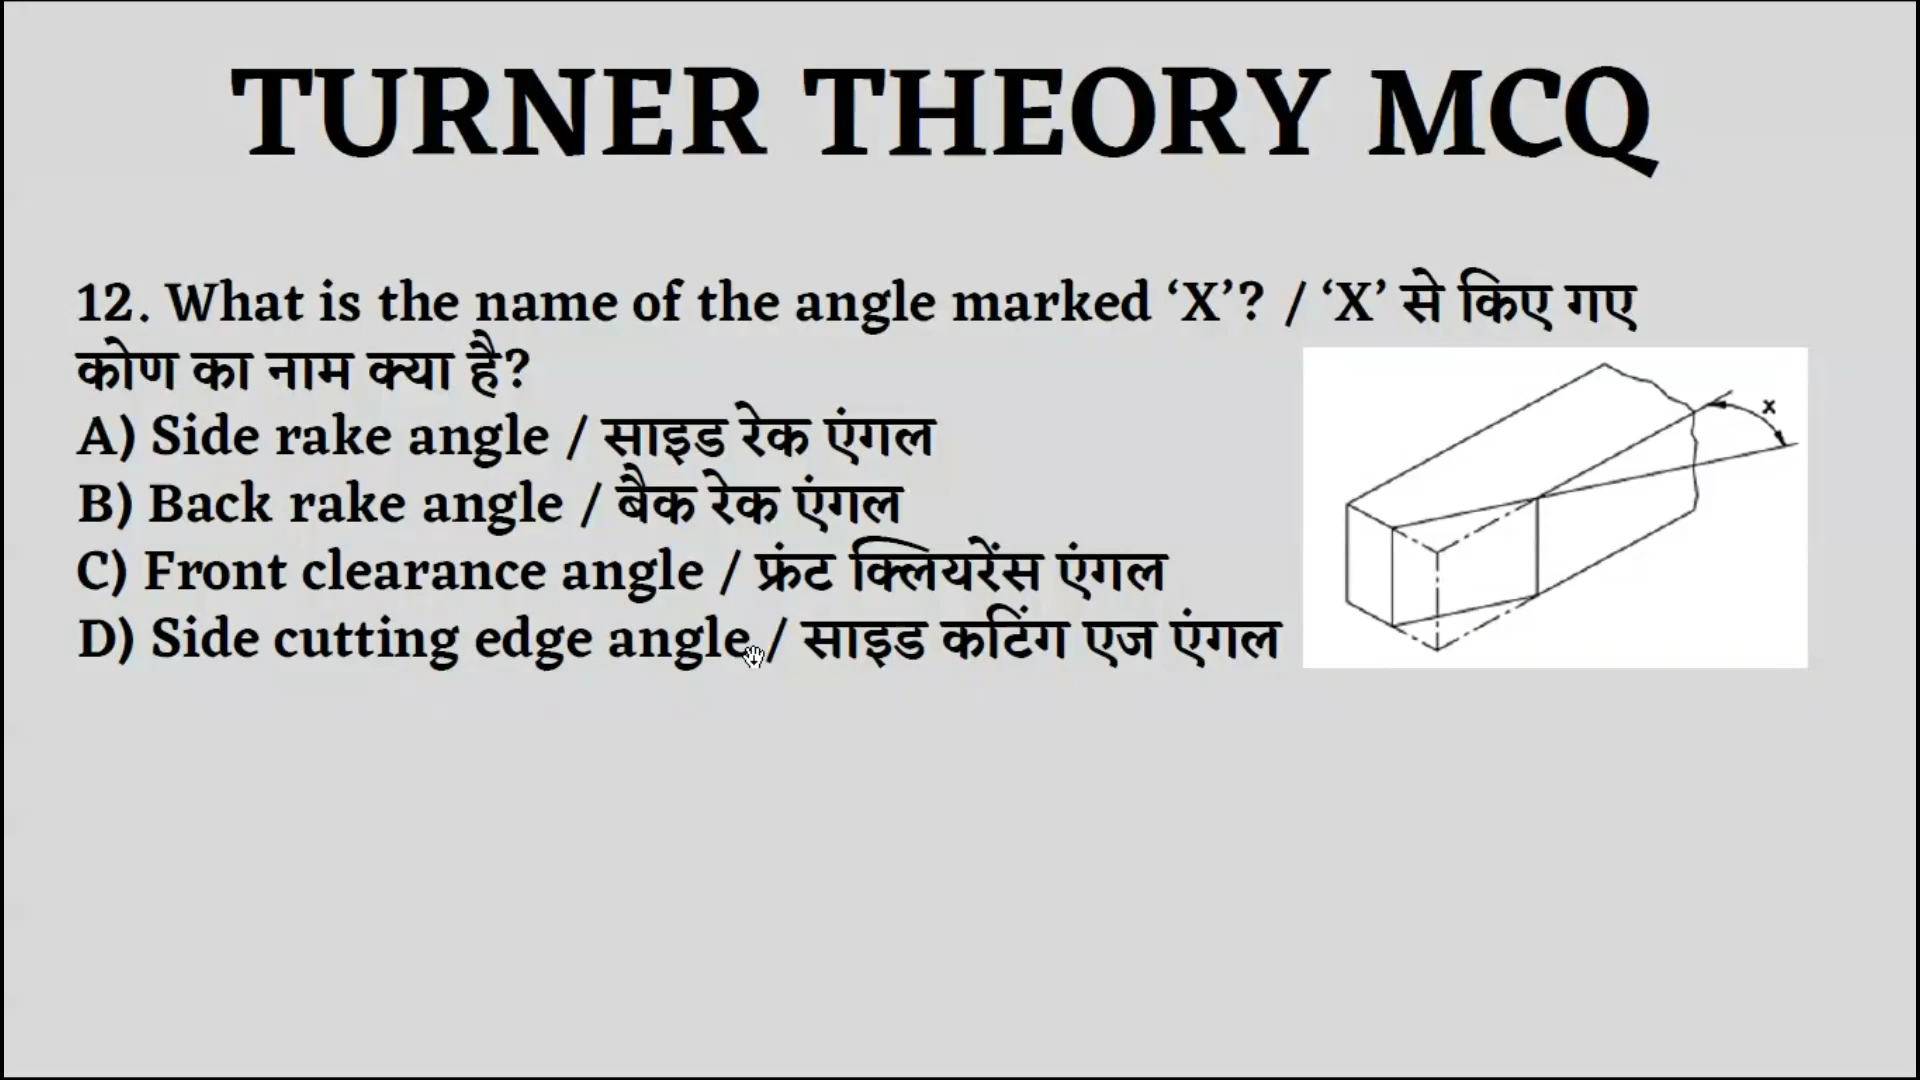 TURNER THEORY MCQ
12. What is the name of the angle marked ‘X’? / ‘X’ से किए गए
कोण का नाम क्या है?
A) Side rake angle / साइड रेक एंगल
B) Back rake angle / बैक रेक एंगल
C) Front clearance angle / फ्रंट क्लियरेंस एंगल
D) Side cutting edge angle / साइड कटिंग एज एंगल
X